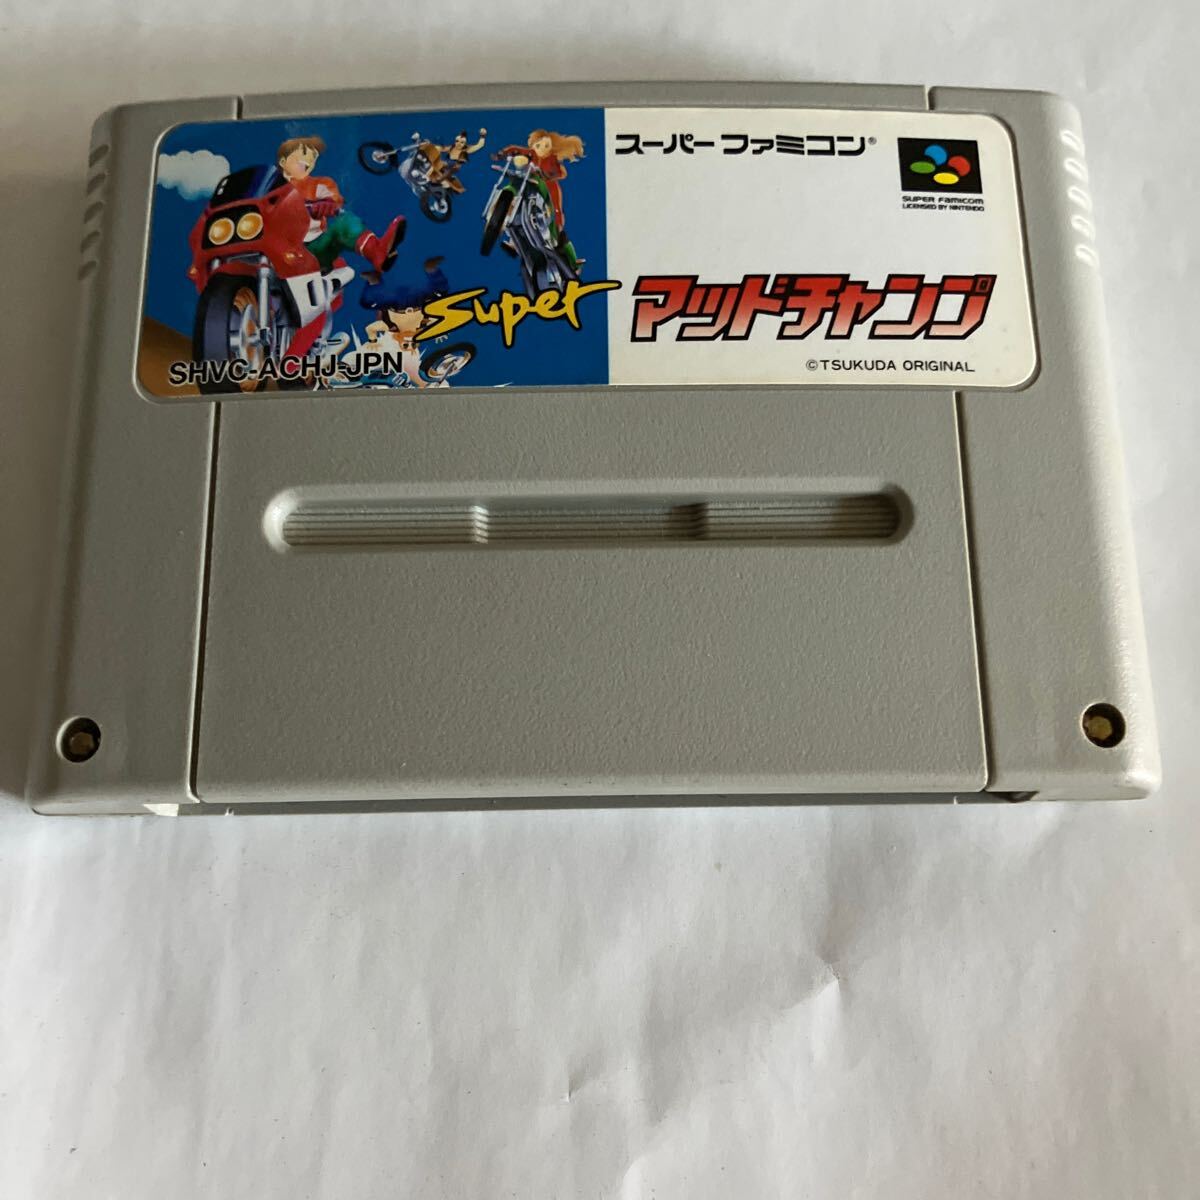 スーパーファミコン®
SUPER FAMICOM
LICENSED BY NINTENDO
Super マッドチャンプ
SHVC-ACHJ-JPN
©TSUKUDA ORIGINAL